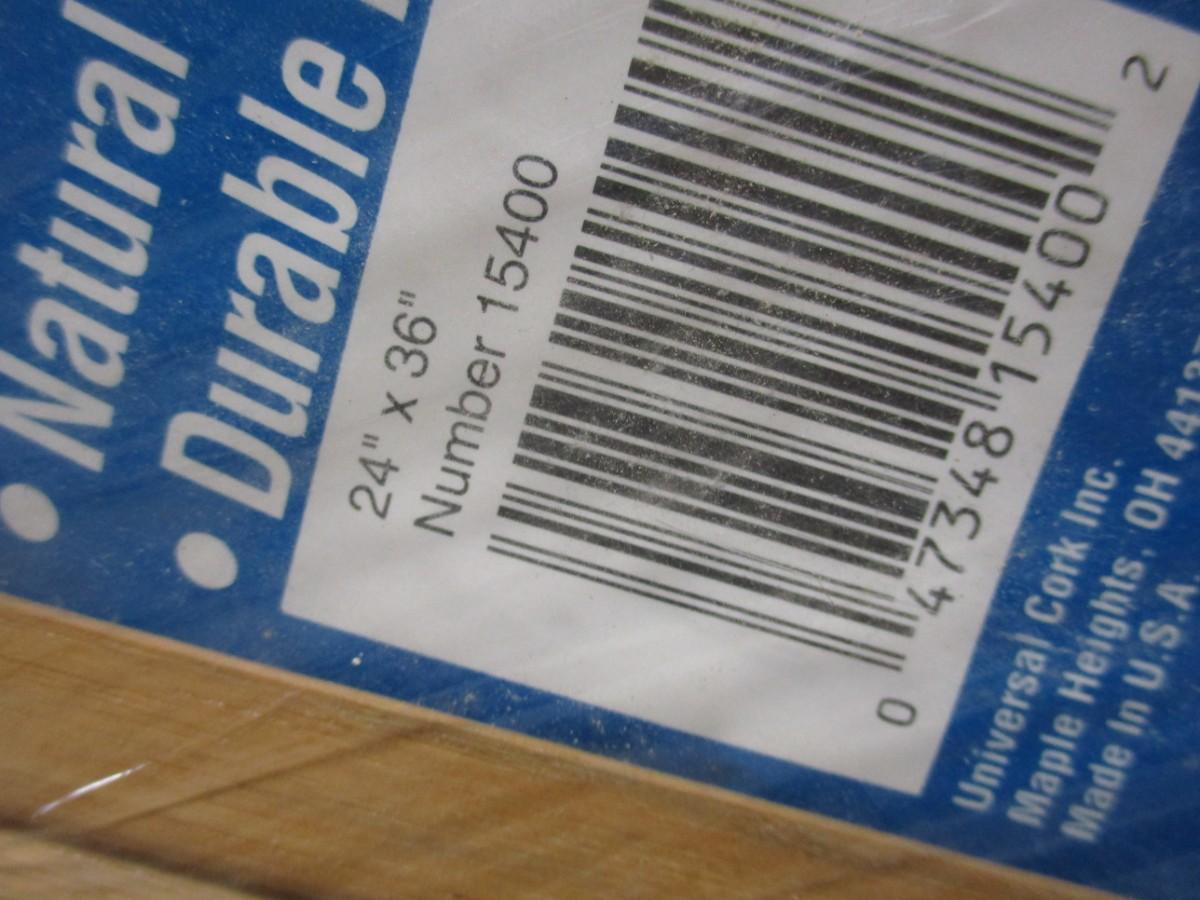 • Natural
• Durable
24" x 36"
Number 15400
0 47348 15400 2
Universal Cork Inc.
Maple Heights, OH
Made In U.S.A